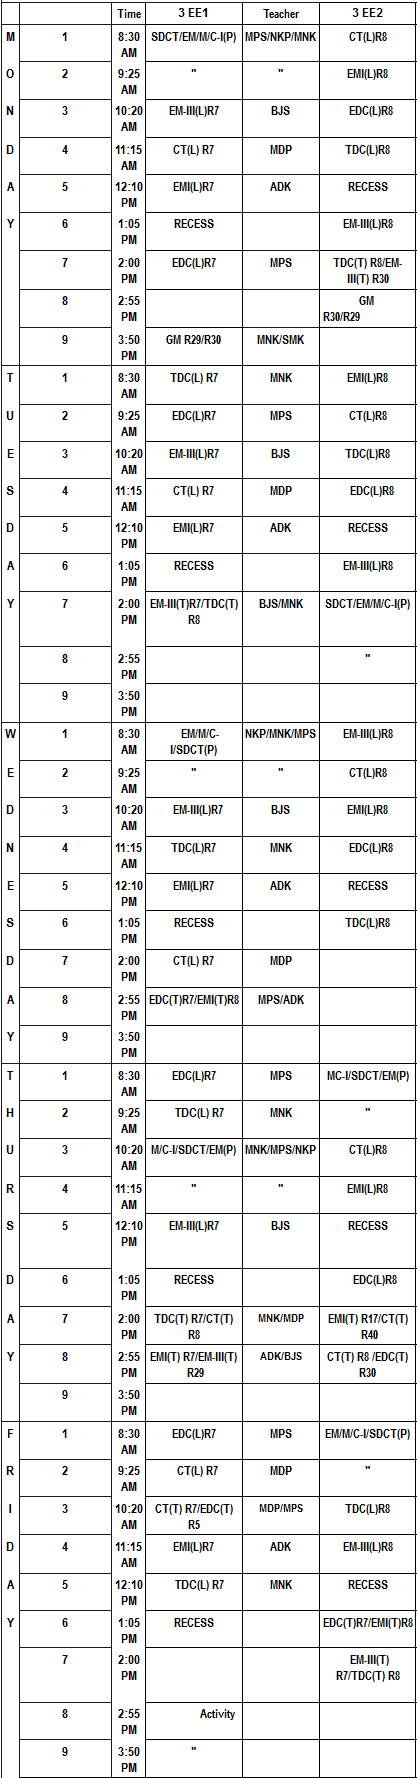 Time 3 EE1 Teacher 3 EE2
M 1 8:30 SDCT/EM/M/C-I(P) MPS/NKP/MNK CT(L)R8
AM
O 2 9:25 " " EMI(L)R8
AM
N 3 10:20 EM-III(L)R7 BJS EDC(L)R8
AM
D 4 11:15 CT(L) R7 MDP TDC(L)R8
AM
A 5 12:10 EMI(L)R7 ADK RECESS
PM
Y 6 1:05 RECESS EM-III(L)R8
PM
7 2:00 EDC(L)R7 MPS TDC(T) R8/EM-
PM III(T) R30
8 2:55 GM
PM R30/R29
9 3:50 GM R29/R30 MNK/SMK
PM
T 1 8:30 TDC(L) R7 MNK EMI(L)R8
AM
U 2 9:25 EDC(L)R7 MPS CT(L)R8
AM
E 3 10:20 EM-III(L)R7 BJS TDC(L)R8
AM
S 4 11:15 CT(L) R7 MDP EDC(L)R8
AM
D 5 12:10 EMI(L)R7 ADK RECESS
PM
A 6 1:05 RECESS EM-III(L)R8
PM
Y 7 2:00 EM-III(T)R7/TDC(T) BJS/MNK SDCT/EM/M/C-I(P)
PM R8
8 2:55 "
PM
9 3:50
PM
W 1 8:30 EM/M/C- NKP/MNK/MPS EM-III(L)R8
AM I/SDCT(P)
E 2 9:25 " " CT(L)R8
AM
D 3 10:20 EM-III(L)R7 BJS EMI(L)R8
AM
N 4 11:15 TDC(L)R7 MNK EDC(L)R8
AM
E 5 12:10 EMI(L)R7 ADK RECESS
PM
S 6 1:05 RECESS TDC(L)R8
PM
D 7 2:00 CT(L) R7 MDP
PM
A 8 2:55 EDC(T)R7/EMI(T)R8 MPS/ADK
PM
Y 9 3:50
PM
T 1 8:30 EDC(L)R7 MPS MC-I/SDCT/EM(P)
AM
H 2 9:25 TDC(L) R7 MNK "
AM
U 3 10:20 M/C-I/SDCT/EM(P) MNK/MPS/NKP CT(L)R8
AM
R 4 11:15 " " EMI(L)R8
AM
S 5 12:10 EM-III(L)R7 BJS RECESS
PM
D 6 1:05 RECESS EDC(L)R8
PM
A 7 2:00 TDC(T) R7/CT(T) MNK/MDP EMI(T) R17/CT(T)
PM R8 R40
Y 8 2:55 EMI(T) R7/EM-III(T) ADK/BJS CT(T) R8 /EDC(T)
PM R29 R30
9 3:50
PM
F 1 8:30 EDC(L)R7 MPS EM/M/C-I/SDCT(P)
AM
R 2 9:25 CT(L) R7 MDP "
AM
I 3 10:20 CT(T) R7/EDC(T) MDP/MPS TDC(L)R8
AM R5
D 4 11:15 EMI(L)R7 ADK EM-III(L)R8
AM
A 5 12:10 TDC(L) R7 MNK RECESS
PM
Y 6 1:05 RECESS EDC(T)R7/EMI(T)R8
PM
7 2:00 EM-III(T)
PM R7/TDC(T) R8
8 2:55 Activity
PM
9 3:50 "
PM